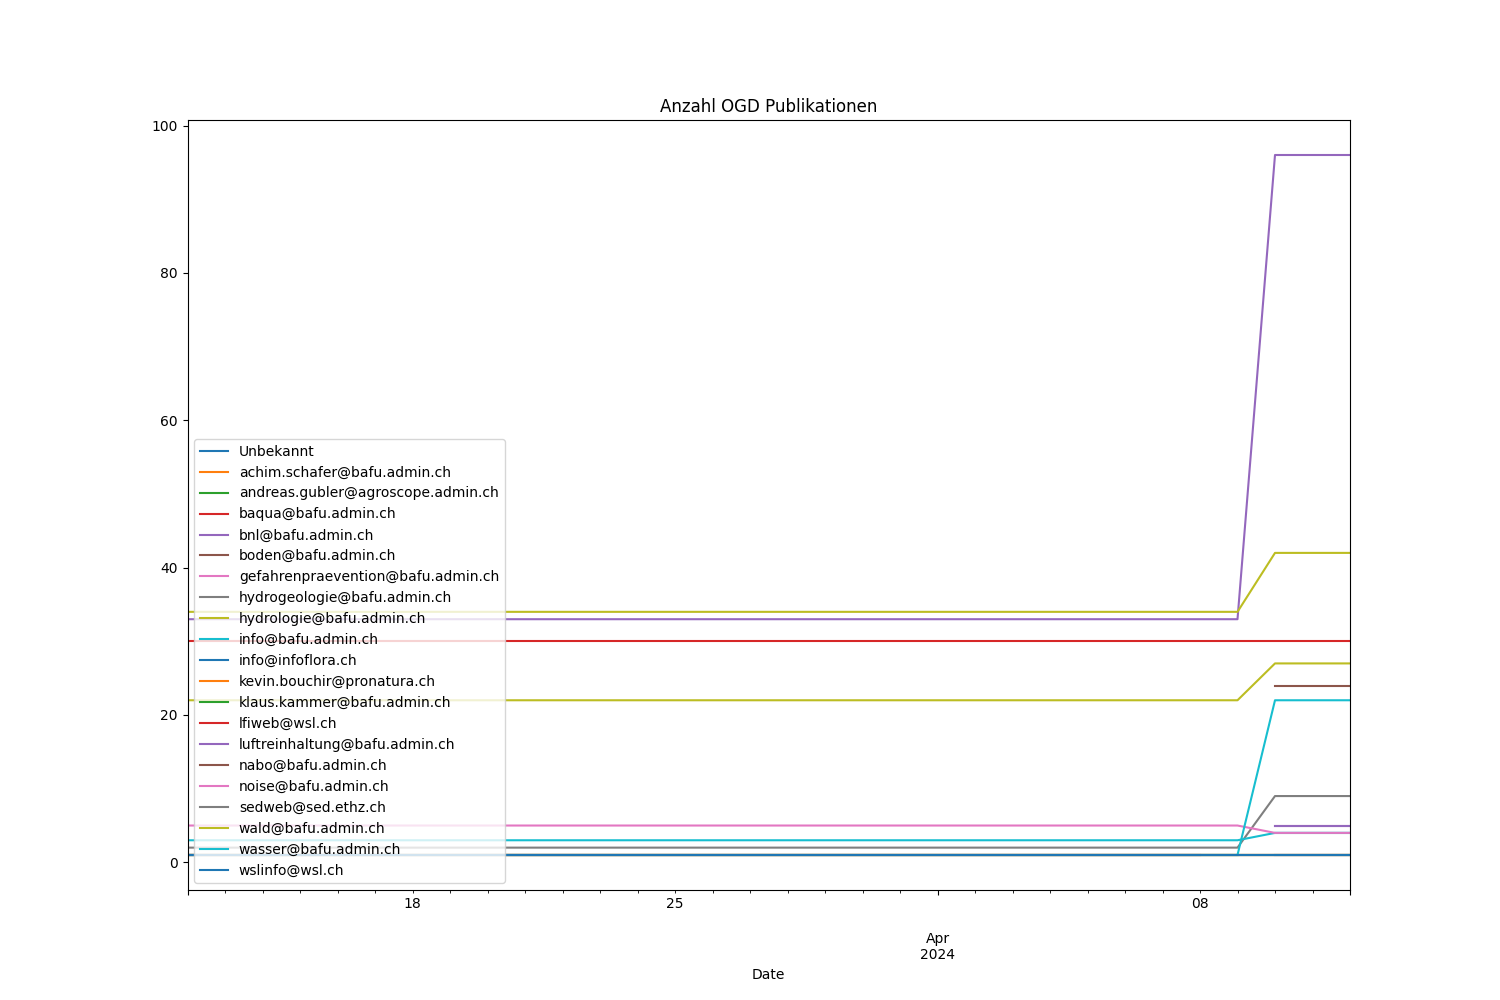 Anzahl OGD Publikationen
100
80
60
40
20
0
Unbekannt
achim.schafer@bafu.admin.ch
andreas.gubler@agroscope.admin.ch
baqua@bafu.admin.ch
bnl@bafu.admin.ch
boden@bafu.admin.ch
gefahrenpraevention@bafu.admin.ch
hydrogeologie@bafu.admin.ch
hydrologie@bafu.admin.ch
info@bafu.admin.ch
info@infoflora.ch
kevin.bouchir@pronatura.ch
klaus.kammer@bafu.admin.ch
lfiweb@wsl.ch
luftreinhaltung@bafu.admin.ch
nabo@bafu.admin.ch
noise@bafu.admin.ch
sedweb@sed.ethz.ch
wald@bafu.admin.ch
wasser@bafu.admin.ch
wslinfo@wsl.ch
18
25
08
Apr
2024
Date